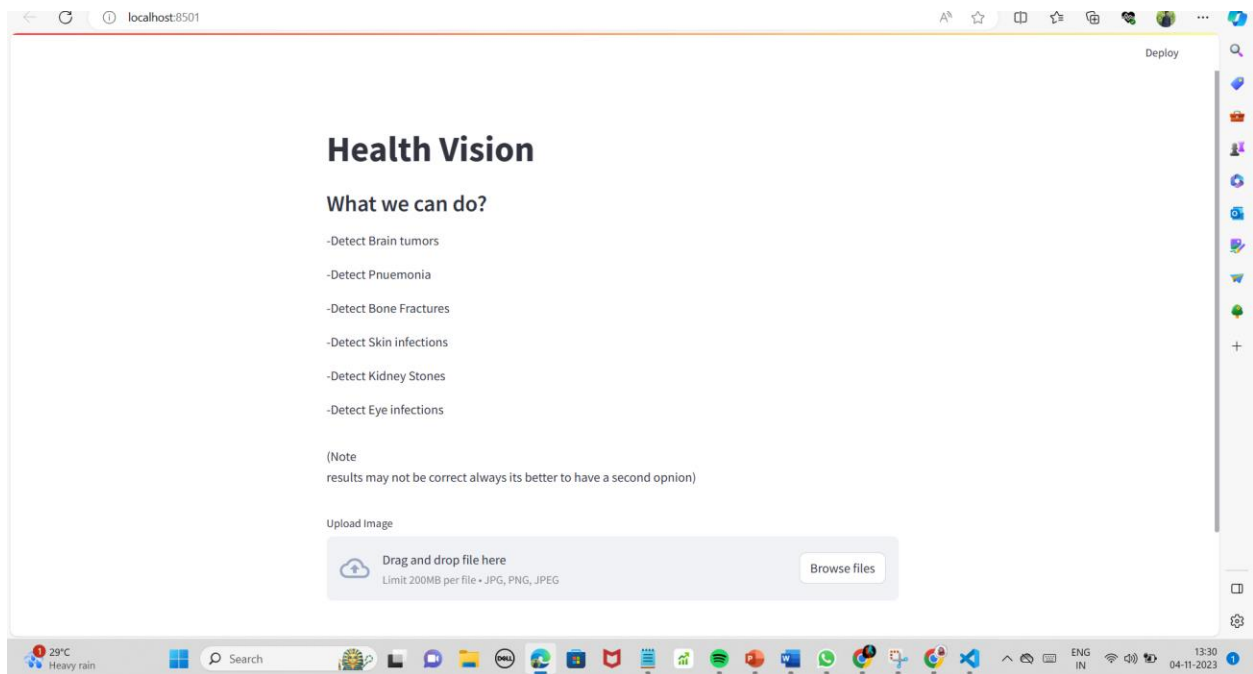 localhost:8501
Deploy
Health Vision
What we can do?
-Detect Brain tumors
-Detect Pnuemonia
-Detect Bone Fractures
-Detect Skin infections
-Detect Kidney Stones
-Detect Eye infections
(Note
results may not be correct always its better to have a second opnion)
Upload Image
Drag and drop file here
Limit 200MB per file • JPG, PNG, JPEG
Browse files
1
29°C
Heavy rain
Search
DELL
ENG
IN
13:30
04-11-2023
1